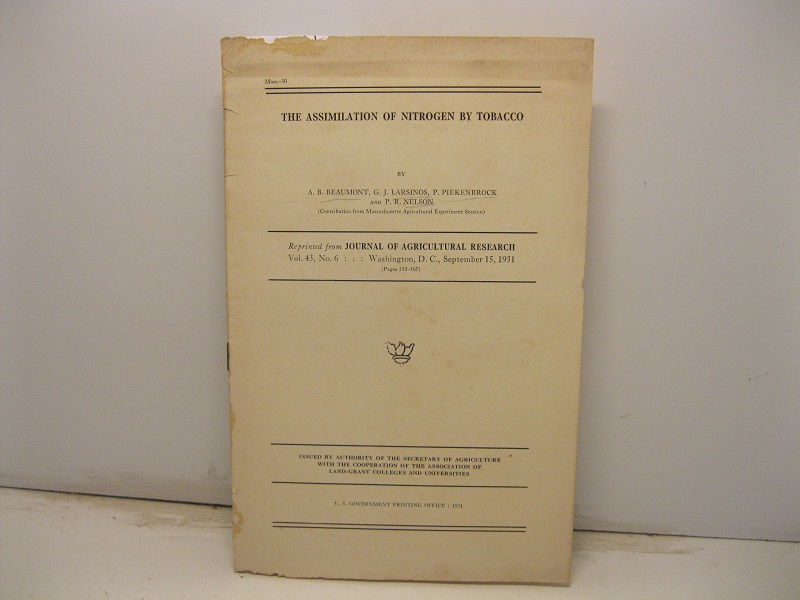 Mass.-30
THE ASSIMILATION OF NITROGEN BY TOBACCO
BY
A. B. BEAUMONT, G. J. LARSINOS, P. PIEKENBROCK
AND P. R. NELSON
(Contribution from Massachusetts Agricultural Experiment Station)
Reprinted from JOURNAL OF AGRICULTURAL RESEARCH
Vol. 43, No. 6 : : : Washington, D. C., September 15, 1931
(Pages 559-567)
ISSUED BY AUTHORITY OF THE SECRETARY OF AGRICULTURE
WITH THE COOPERATION OF THE ASSOCIATION OF
LAND-GRANT COLLEGES AND UNIVERSITIES
U. S. GOVERNMENT PRINTING OFFICE : 1931